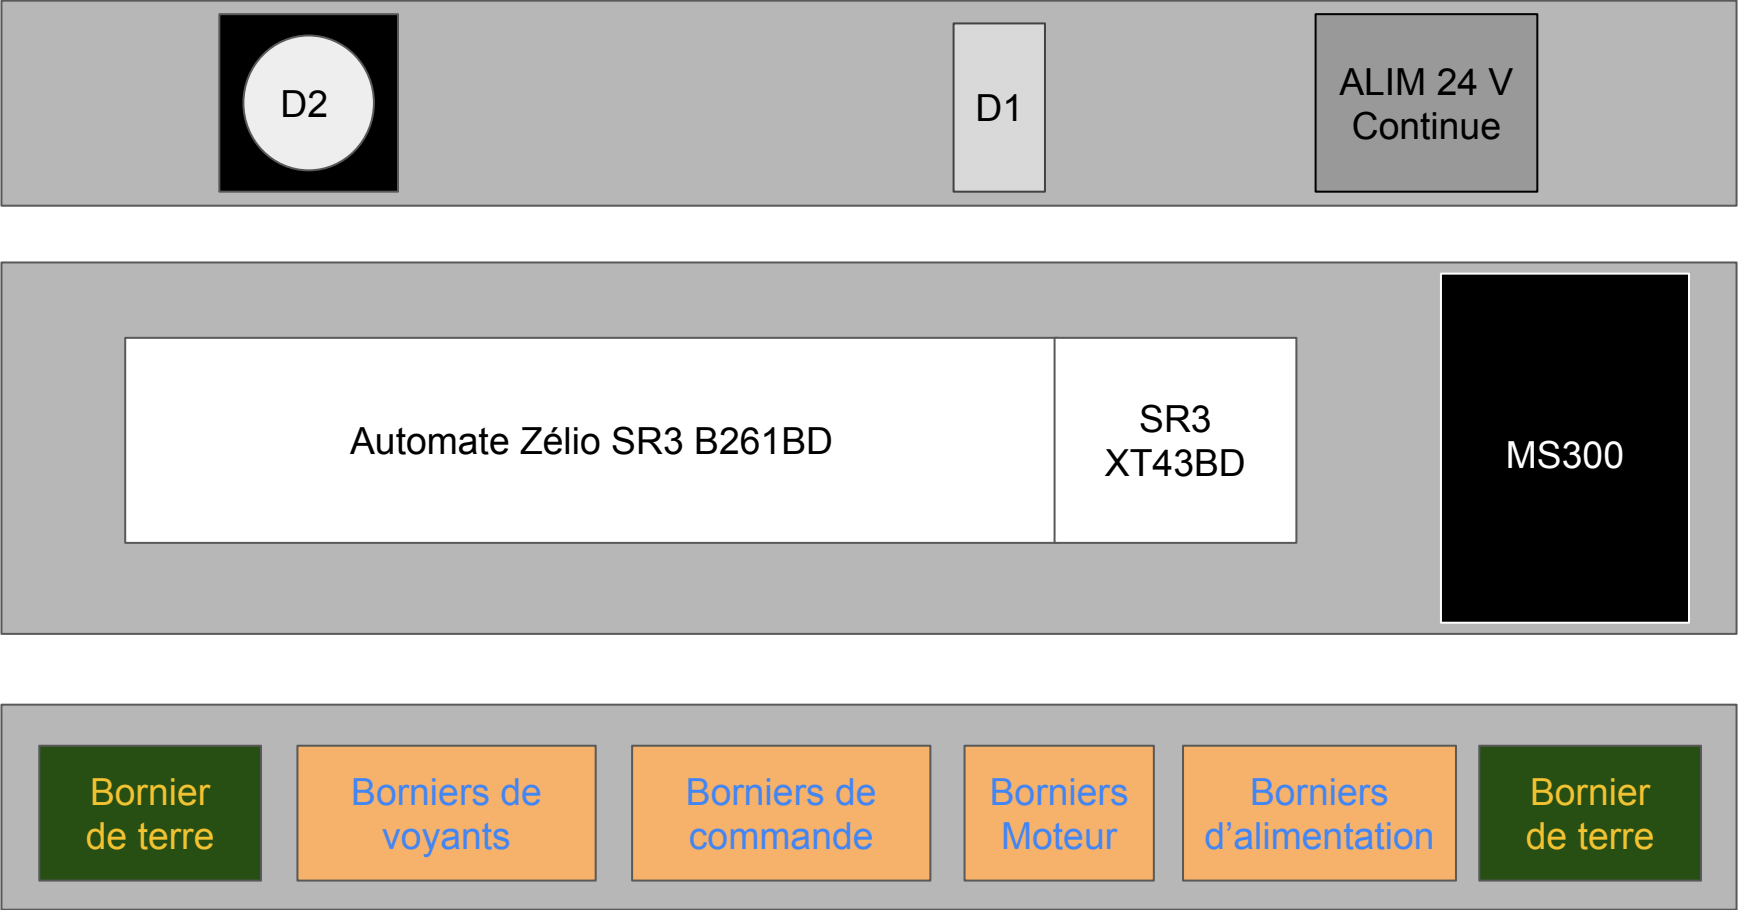 D2
D1
ALIM 24 V
Continue
Automate Zélio SR3 B261BD
SR3
XT43BD
MS300
Bornier
de terre
Borniers de
voyants
Borniers de
commande
Borniers
Moteur
Borniers
d’alimentation
Bornier
de terre